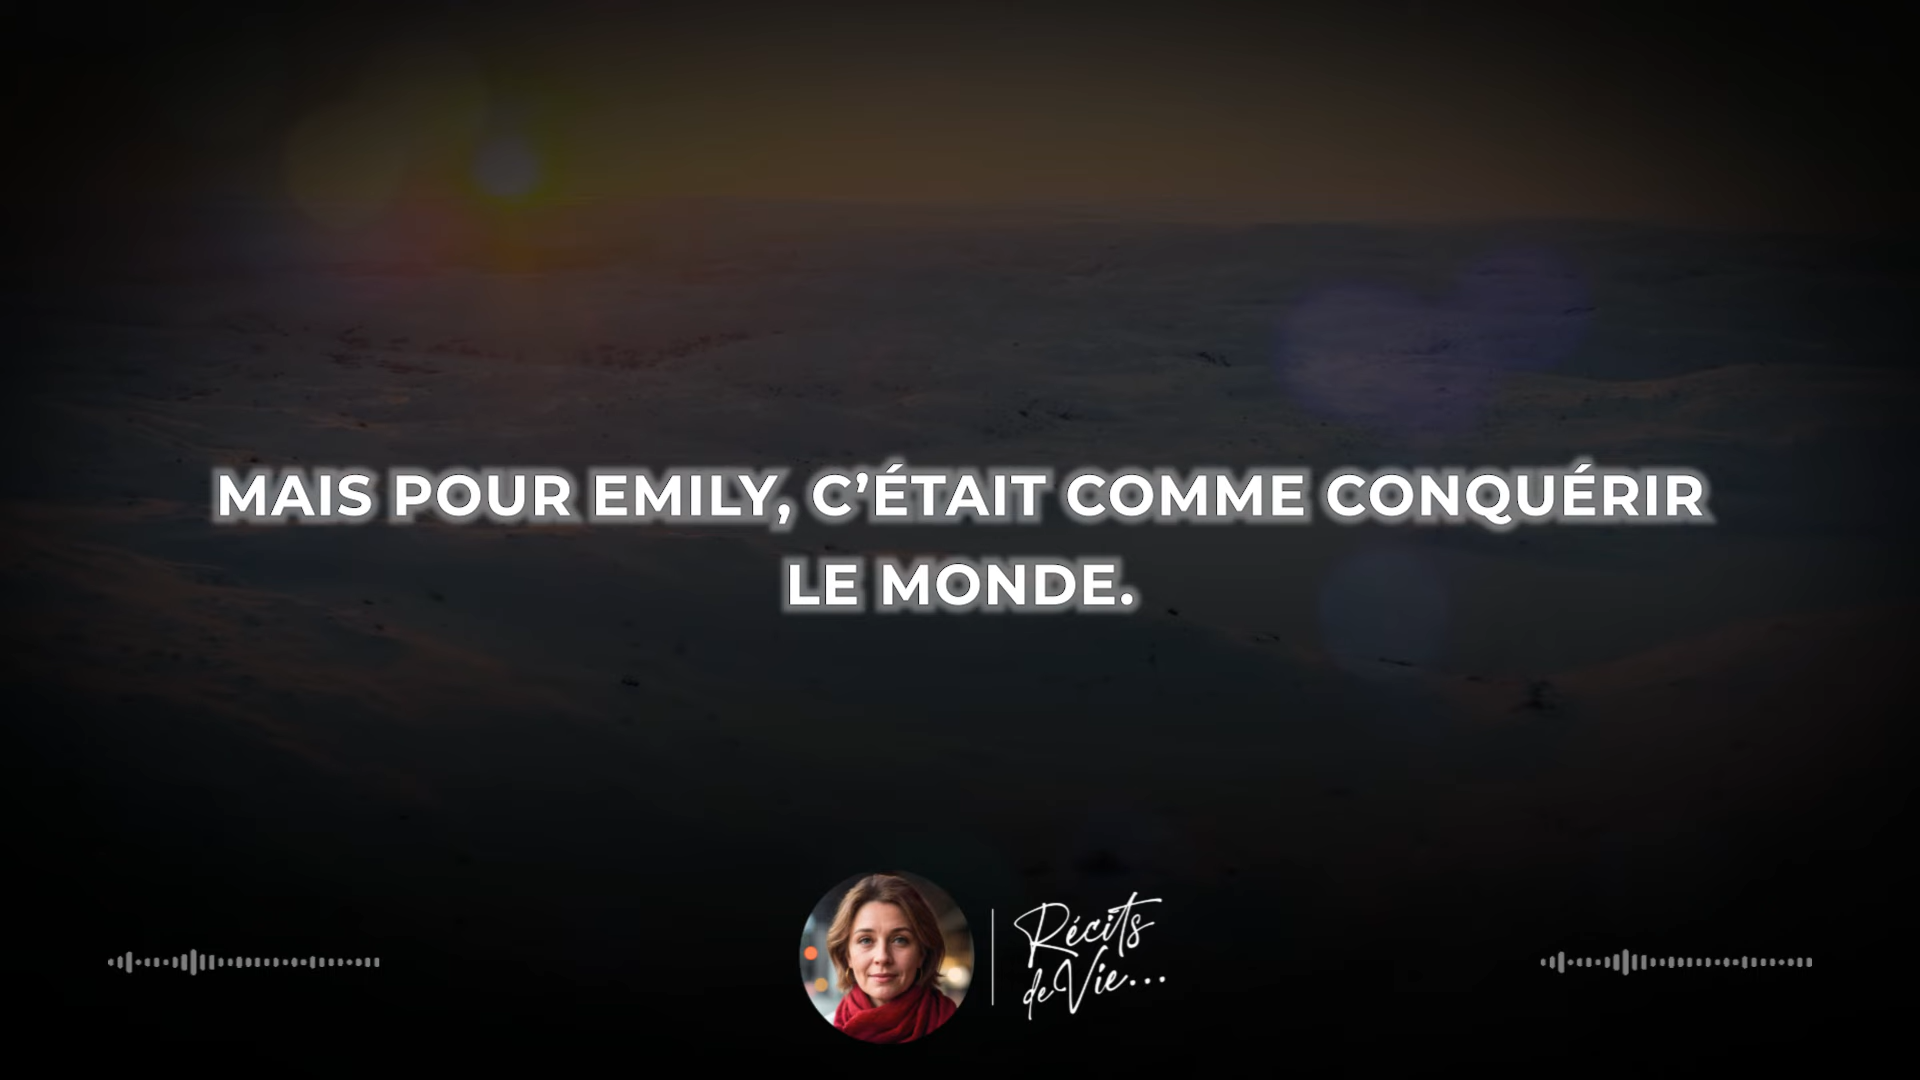 MAIS POUR EMILY, C’ÉTAIT COMME CONQUÉRIR
LE MONDE.
Récits
de Vie...